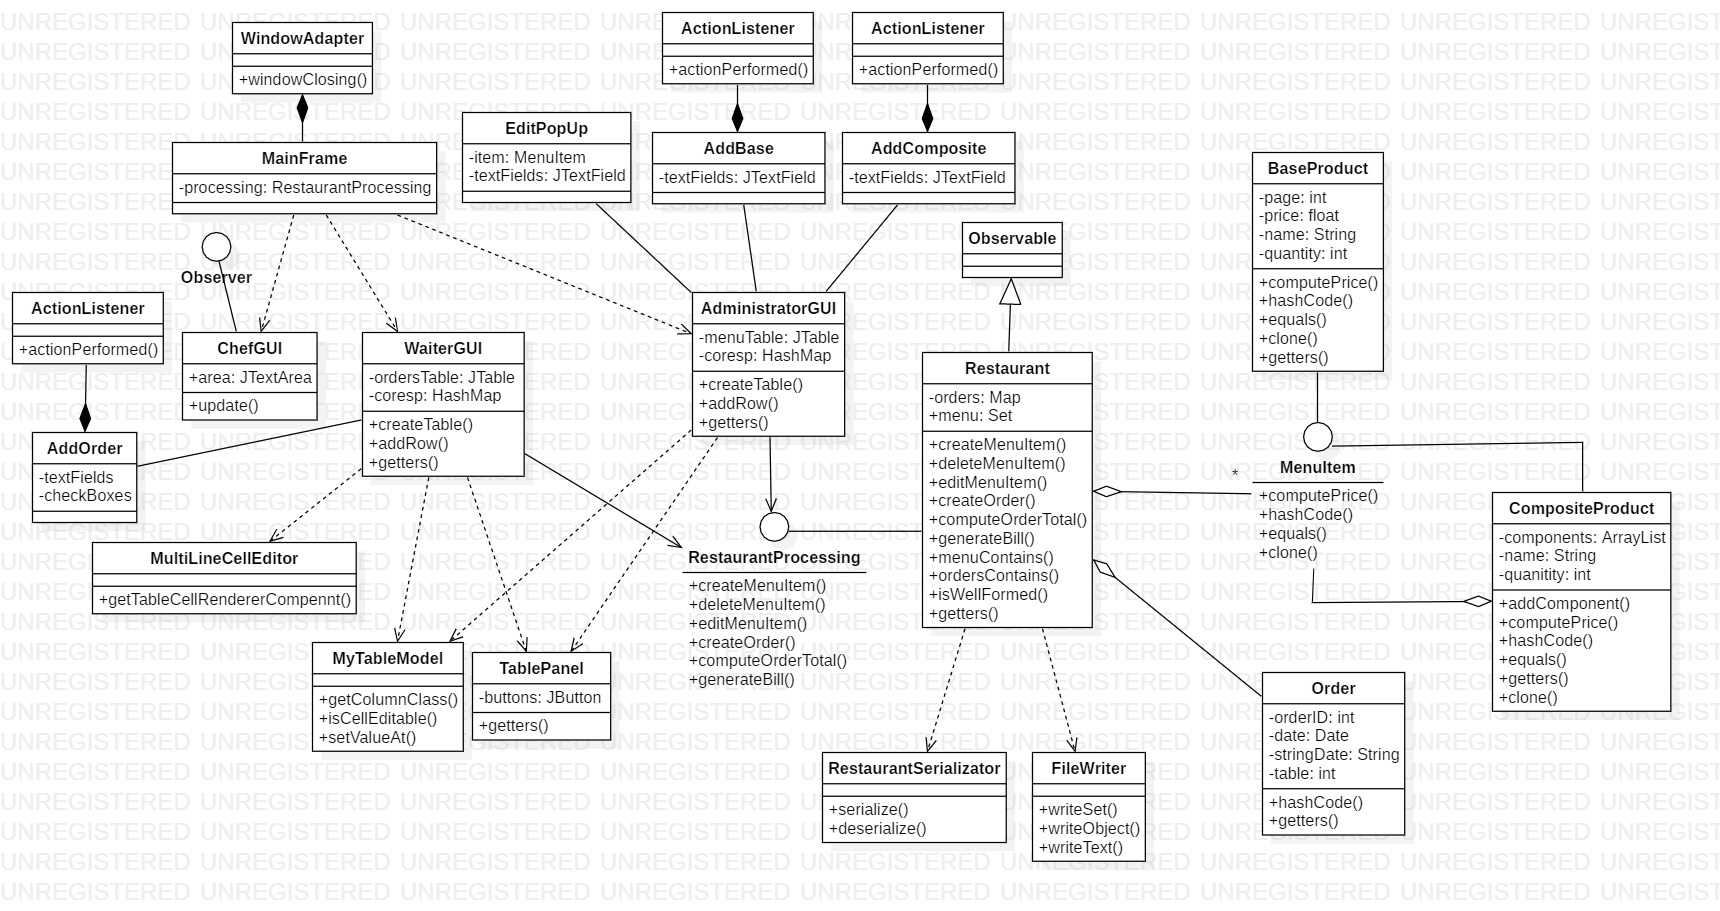 WindowAdapter
+windowClosing()
ActionListener
+actionPerformed()
ActionListener
+actionPerformed()
MainFrame
-processing: RestaurantProcessing
EditPopUp
-item: MenuItem
-textFields: JTextField
AddBase
-textFields: JTextField
AddComposite
-textFields: JTextField
BaseProduct
-page: int
-price: float
-name: String
-quantity: int
+computePrice()
+hashCode()
+equals()
+clone()
+getters()
Observable
Observer
ActionListener
+actionPerformed()
ChefGUI
+area: JTextArea
+update()
WaiterGUI
-ordersTable: JTable
-coresp: HashMap
+createTable()
+addRow()
+getters()
AdministratorGUI
-menuTable: JTable
-coresp: HashMap
+createTable()
+addRow()
+getters()
Restaurant
-orders: Map
+menu: Set
+createMenuItem()
+deleteMenuItem()
+editMenuItem()
+createOrder()
+computeOrderTotal()
+generateBill()
+menuContains()
+ordersContains()
+isWellFormed()
+getters()
AddOrder
-textFields
-checkBoxes
*
MenuItem
+computePrice()
+hashCode()
+equals()
+clone()
CompositeProduct
-components: ArrayList
-name: String
-quanitity: int
+addComponent()
+computePrice()
+hashCode()
+equals()
+getters()
+clone()
MultiLineCellEditor
+getTableCellRendererCompennt()
RestaurantProcessing
+createMenuItem()
+deleteMenuItem()
+editMenuItem()
+createOrder()
+computeOrderTotal()
+generateBill()
MyTableModel
+getColumnClass()
+isCellEditable()
+setValueAt()
TablePanel
-buttons: JButton
+getters()
Order
-orderID: int
-date: Date
-stringDate: String
-table: int
+hashCode()
+getters()
RestaurantSerializator
+serialize()
+deserialize()
FileWriter
+writeSet()
+writeObject()
+writeText()
UNREGISTERED